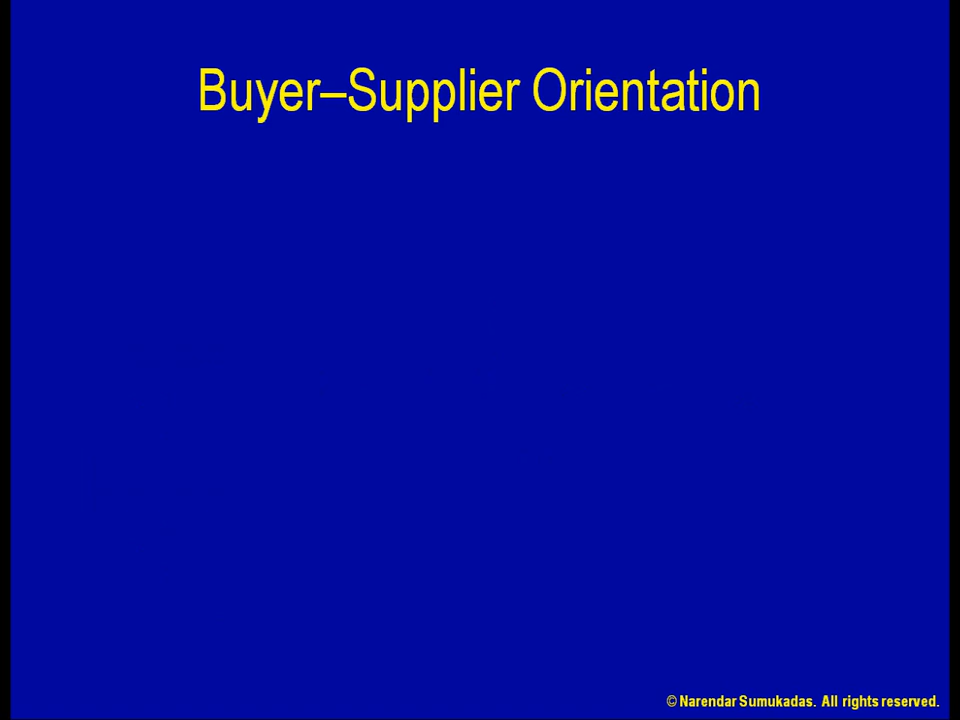 Buyer–Supplier Orientation
© Narendar Sumukadas. All rights reserved.